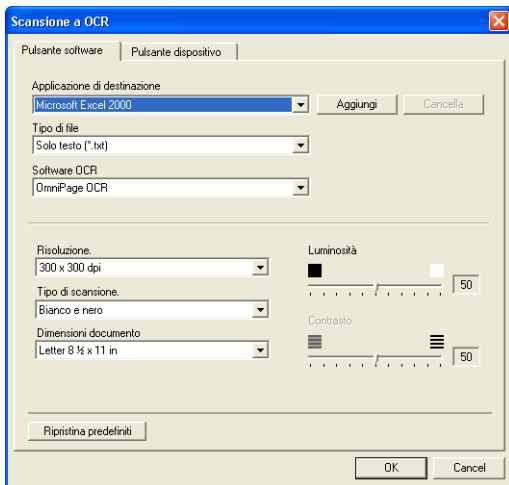 Scansione a OCR
Pulsante software Pulsante dispositivo
Applicazione di destinazione
Microsoft Excel 2000 Aggiungi Cancella
Tipo di file
Solo testo (*.txt)
Software OCR
OmniPage OCR
Risoluzione. Luminosità
300 x 300 dpi
50
Tipo di scansione.
Bianco e nero
Contrasto
Dimensioni documento
Letter 8 ½ x 11 in
50
Ripristina predefiniti
OK Cancel